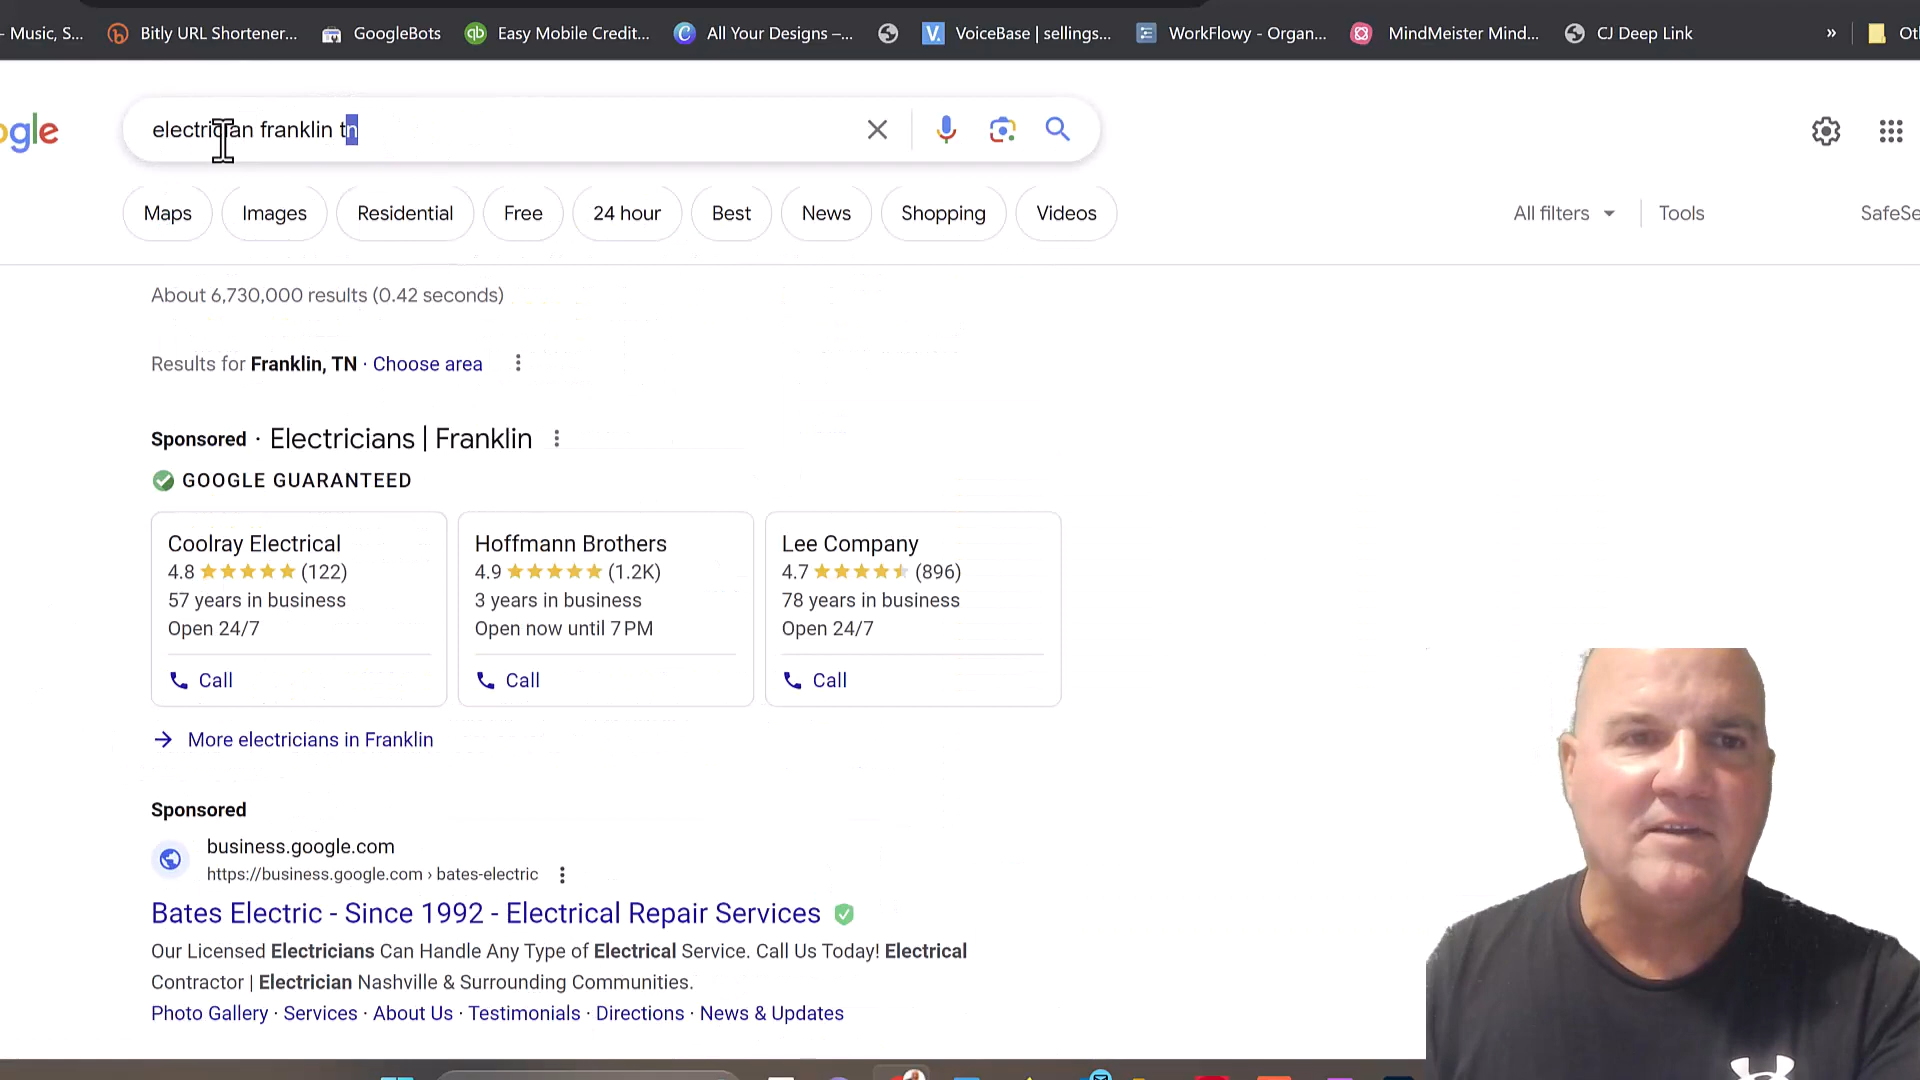 - Music, S...
Bitly URL Shortener...
GoogleBots
Easy Mobile Credit...
All Your Designs –...
VoiceBase | sellings...
WorkFlowy - Organ...
MindMeister Mind...
CJ Deep Link
»
ogle
electrician franklin tn
Maps
Images
Residential
Free
24 hour
Best
News
Shopping
Videos
All filters
Tools
About 6,730,000 results (0.42 seconds)
Results for Franklin, TN · Choose area
Sponsored · Electricians | Franklin
GOOGLE GUARANTEED
Coolray Electrical
4.8 (122)
57 years in business
Open 24/7
Call
Hoffmann Brothers
4.9 (1.2K)
3 years in business
Open now until 7 PM
Call
Lee Company
4.7 (896)
78 years in business
Open 24/7
Call
More electricians in Franklin
Sponsored
business.google.com
https://business.google.com › bates-electric
Bates Electric - Since 1992 - Electrical Repair Services
Our Licensed Electricians Can Handle Any Type of Electrical Service. Call Us Today! Electrical
Contractor | Electrician Nashville & Surrounding Communities.
Photo Gallery · Services · About Us · Testimonials · Directions · News & Updates